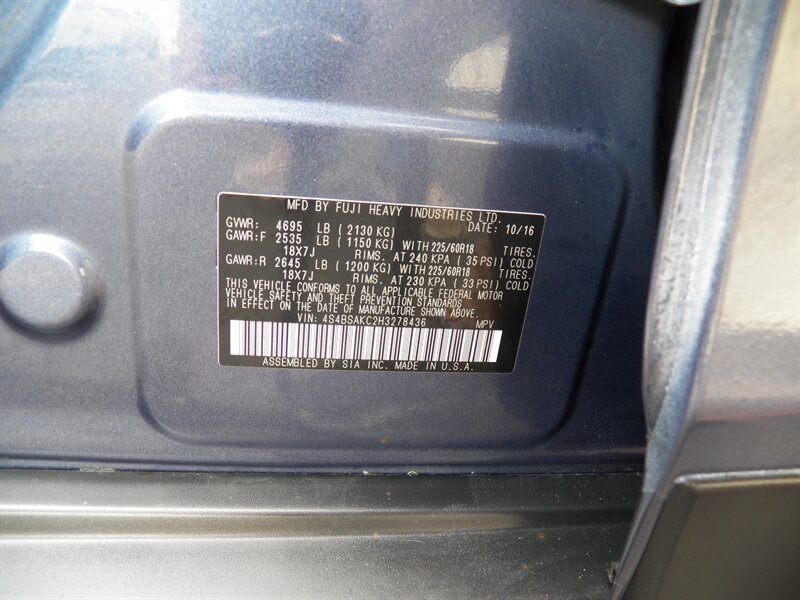 MFD BY FUJI HEAVY INDUSTRIES LTD.
GVWR: 4695 LB ( 2130 KG) DATE: 10/16
GAWR:F 2535 LB ( 1150 KG) WITH 225/60R18 TIRES.
18X7J RIMS. AT 240 KPA ( 35 PSI) COLD
GAWR:R 2645 LB ( 1200 KG) WITH 225/60R18 TIRES.
18X7J RIMS. AT 230 KPA ( 33 PSI) COLD
THIS VEHICLE CONFORMS TO ALL APPLICABLE FEDERAL MOTOR
VEHICLE SAFETY AND THEFT PREVENTION STANDARDS
IN EFFECT ON THE DATE OF MANUFACTURE SHOWN ABOVE.
VIN: 4S4BSAKC2H3278436 MPV
ASSEMBLED BY SIA INC. MADE IN U.S.A.